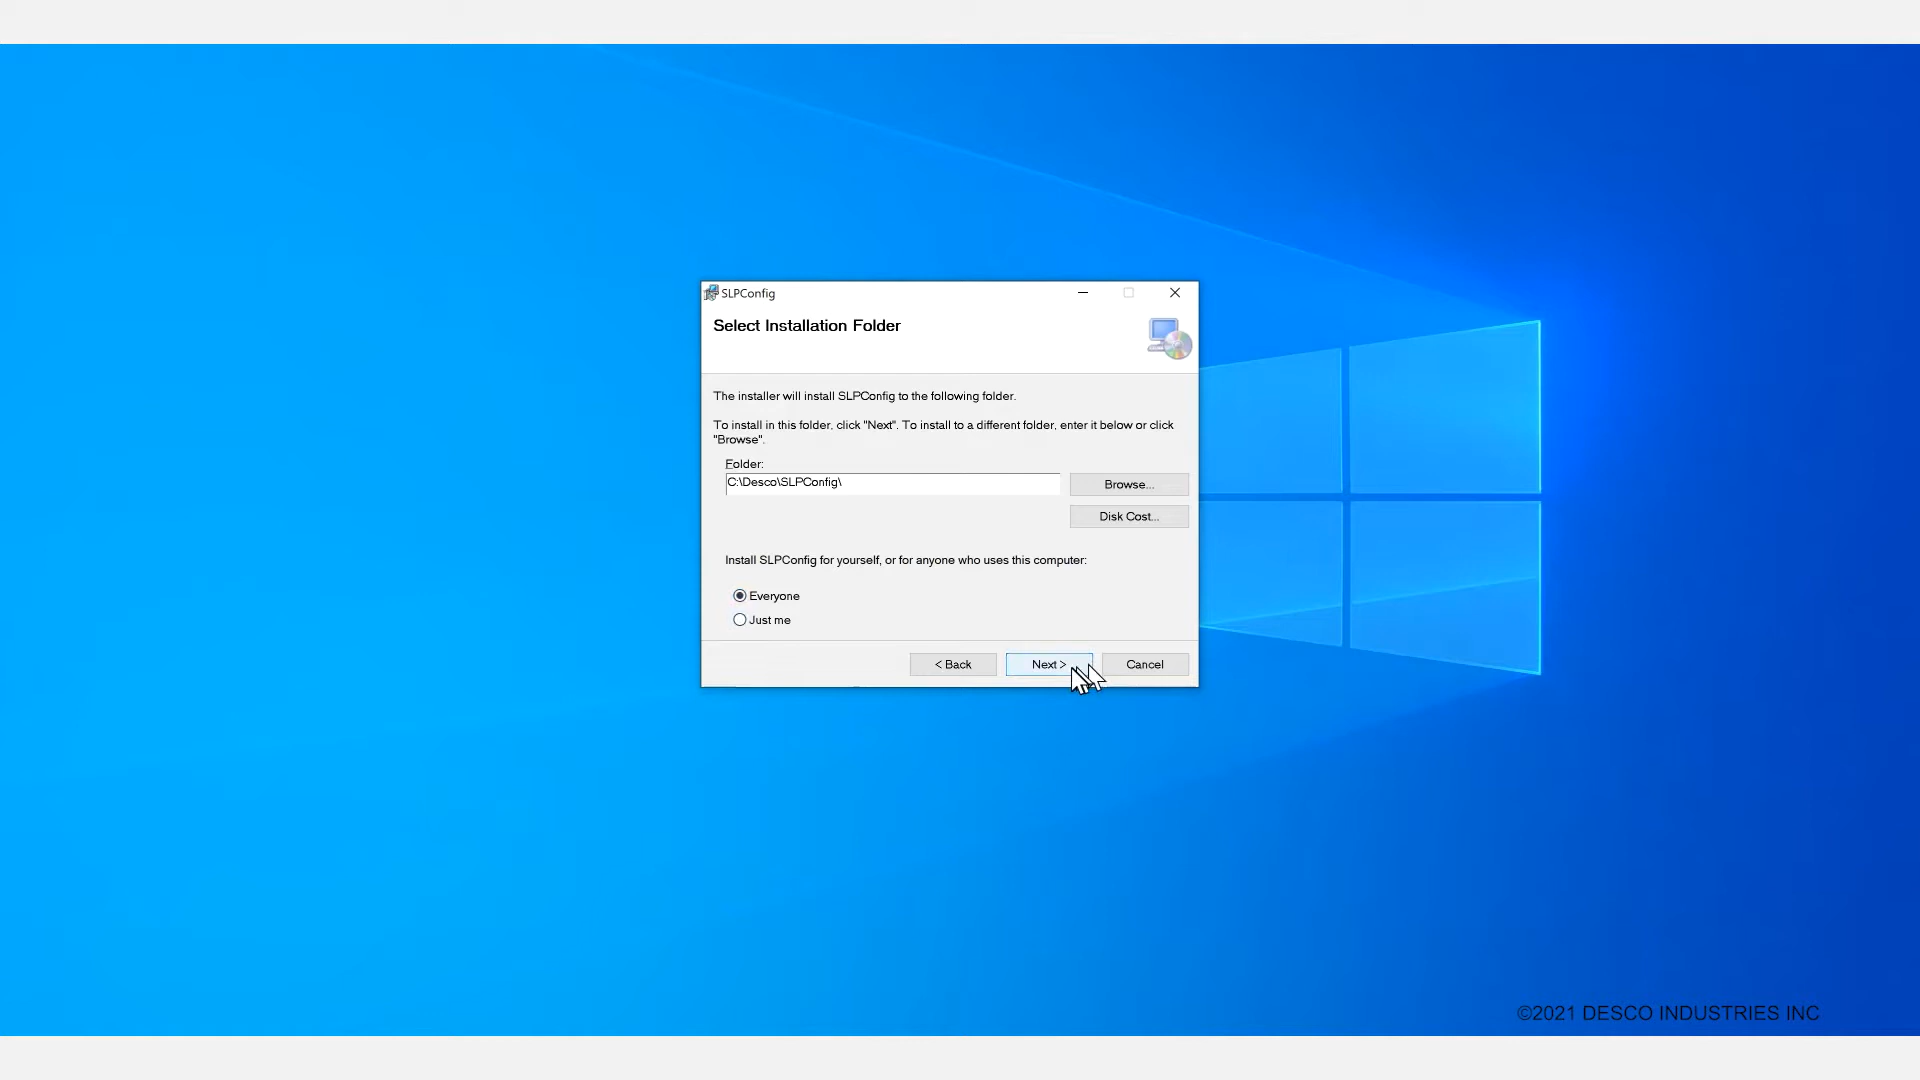 SLPConfig
Select Installation Folder
The installer will install SLPConfig to the following folder.
To install in this folder, click "Next". To install to a different folder, enter it below or click
"Browse".
Folder:
C:\Desco\SLPConfig\
Browse...
Disk Cost...
Install SLPConfig for yourself, or for anyone who uses this computer:
Everyone
Just me
< Back
Next >
Cancel
©2021 DESCO INDUSTRIES INC